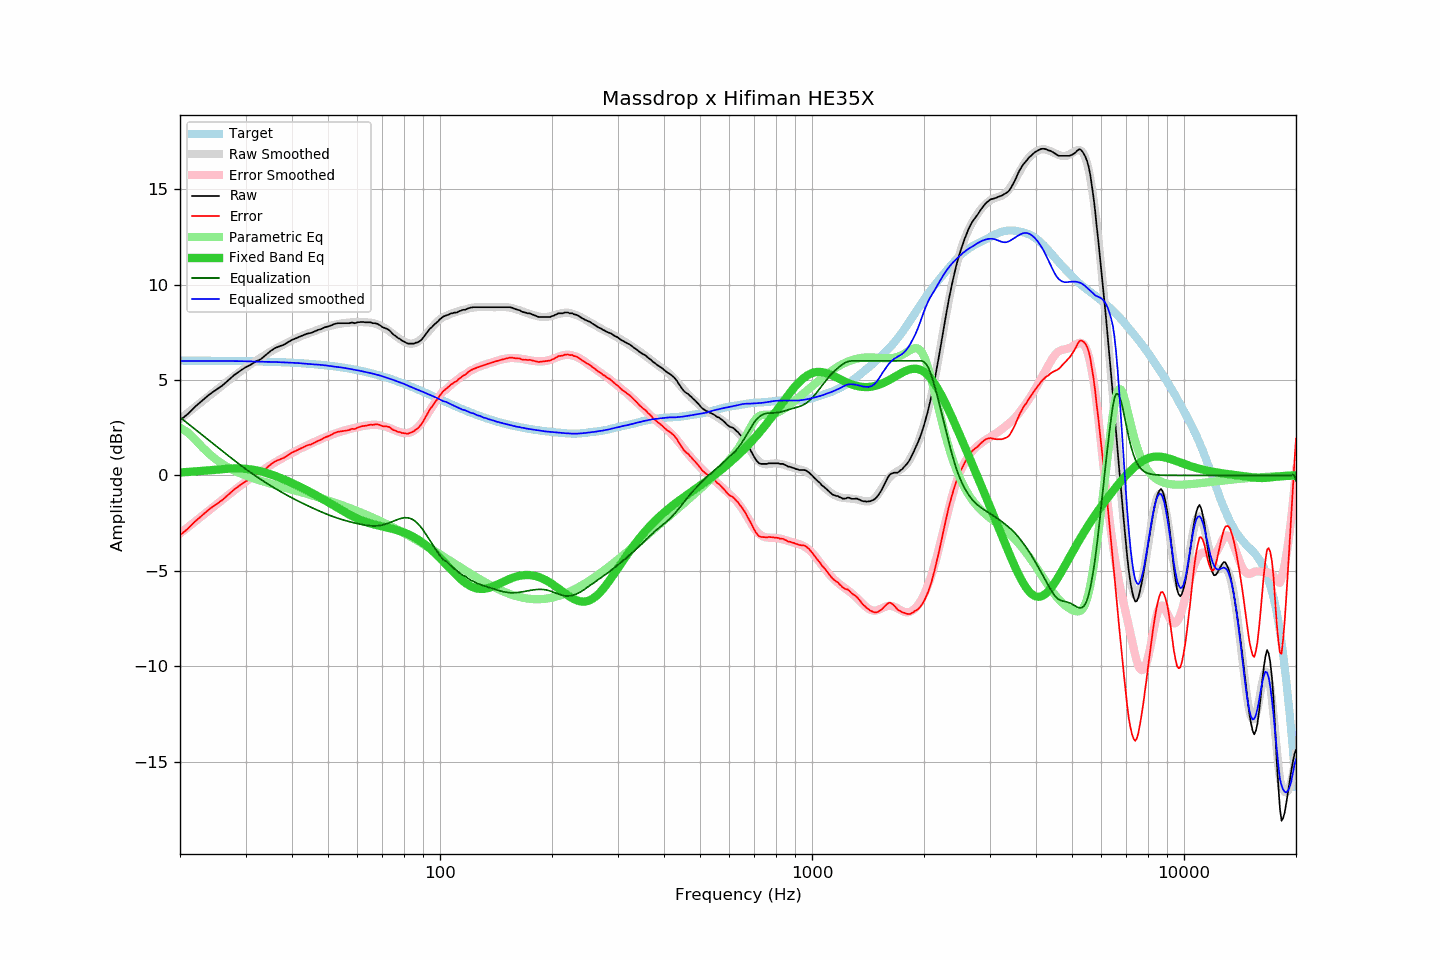 Massdrop x Hifiman HE35X
Target
Raw Smoothed
Error Smoothed
Raw
Error
Parametric Eq
Fixed Band Eq
Equalization
Equalized smoothed
15
10
5
0
−5
−10
−15
Amplitude (dBr)
100
1000
10000
Frequency (Hz)